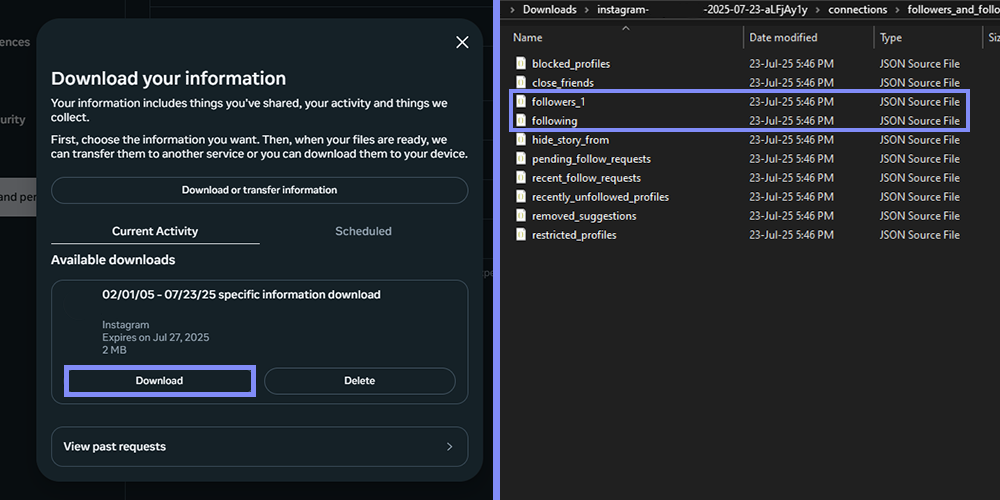 ences
urity
and per
Download your information
Your information includes things you've shared, your activity and things we
collect.
First, choose the information you want. Then, when your files are ready, we
can transfer them to another service or you can download them to your device.
Download or transfer information
Current Activity
Scheduled
Available downloads
02/01/05 - 07/23/25 specific information download
Instagram
Expires on Jul 27, 2025
2 MB
Download
Delete
View past requests
Downloads > instagram- -2025-07-23-aLFjAy1y > connections > followers_and_follo
Name Date modified Type Siz
blocked_profiles 23-Jul-25 5:46 PM JSON Source File
close_friends 23-Jul-25 5:46 PM JSON Source File
followers_1 23-Jul-25 5:46 PM JSON Source File
following 23-Jul-25 5:46 PM JSON Source File
hide_story_from 23-Jul-25 5:46 PM JSON Source File
pending_follow_requests 23-Jul-25 5:46 PM JSON Source File
recent_follow_requests 23-Jul-25 5:46 PM JSON Source File
recently_unfollowed_profiles 23-Jul-25 5:46 PM JSON Source File
removed_suggestions 23-Jul-25 5:46 PM JSON Source File
restricted_profiles 23-Jul-25 5:46 PM JSON Source File